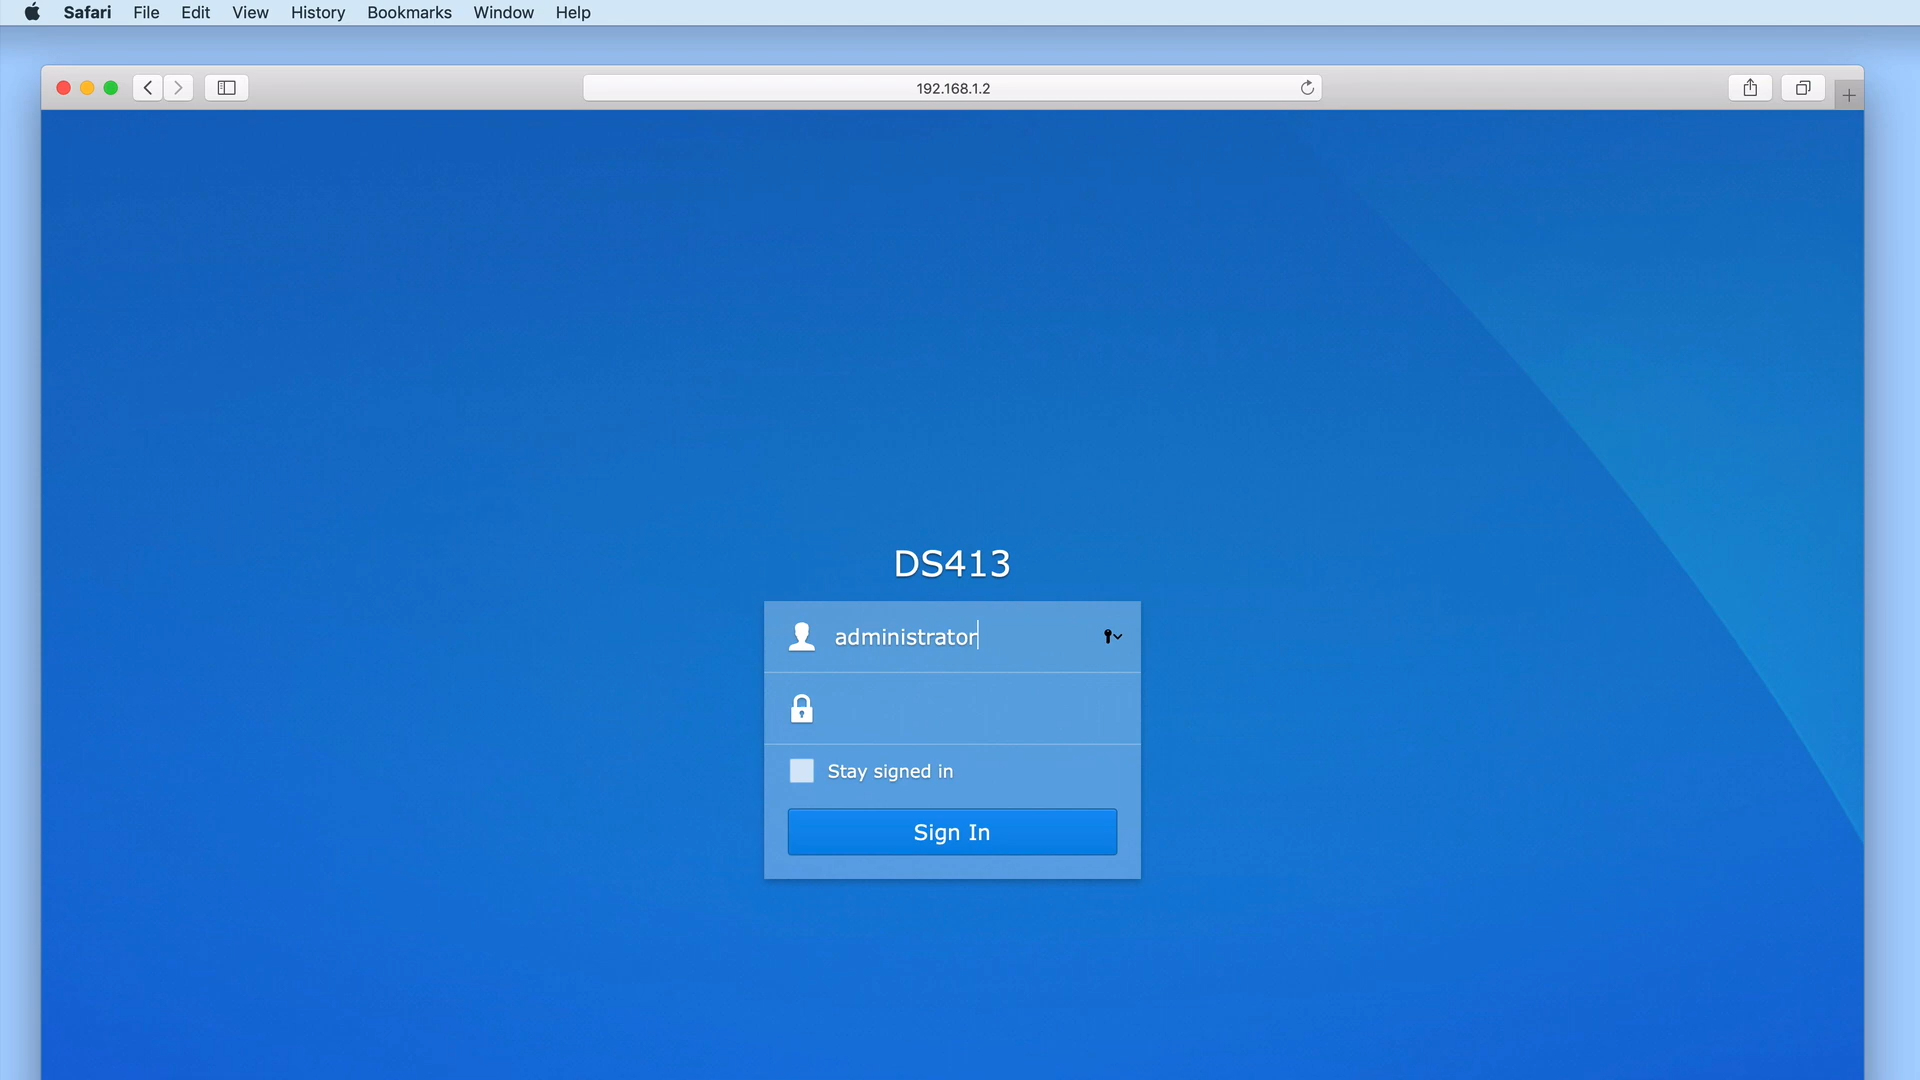 Safari File Edit View History Bookmarks Window Help
192.168.1.2
DS413
administrator
Stay signed in
Sign In